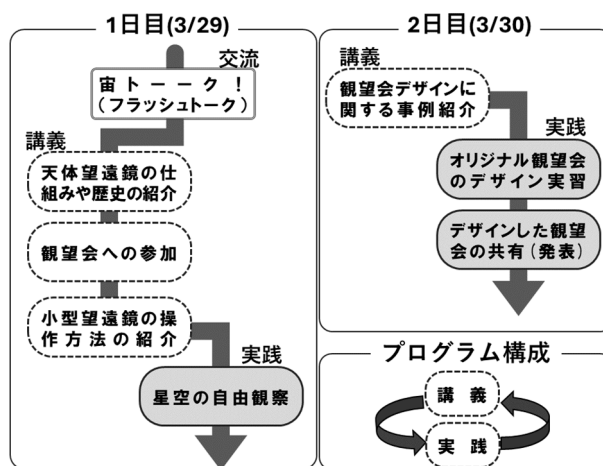 1日目(3/29)
交流
宙トーーク！
(フラッシュトーク)
講義
天体望遠鏡の仕
組みや歴史の紹介
観望会への参加
小型望遠鏡の操
作方法の紹介
実践
星空の自由観察
2日目(3/30)
講義
観望会デザインに
関する事例紹介
実践
オリジナル観望会
のデザイン実習
デザインした観望
会の共有(発表)
プログラム構成
講義
実践